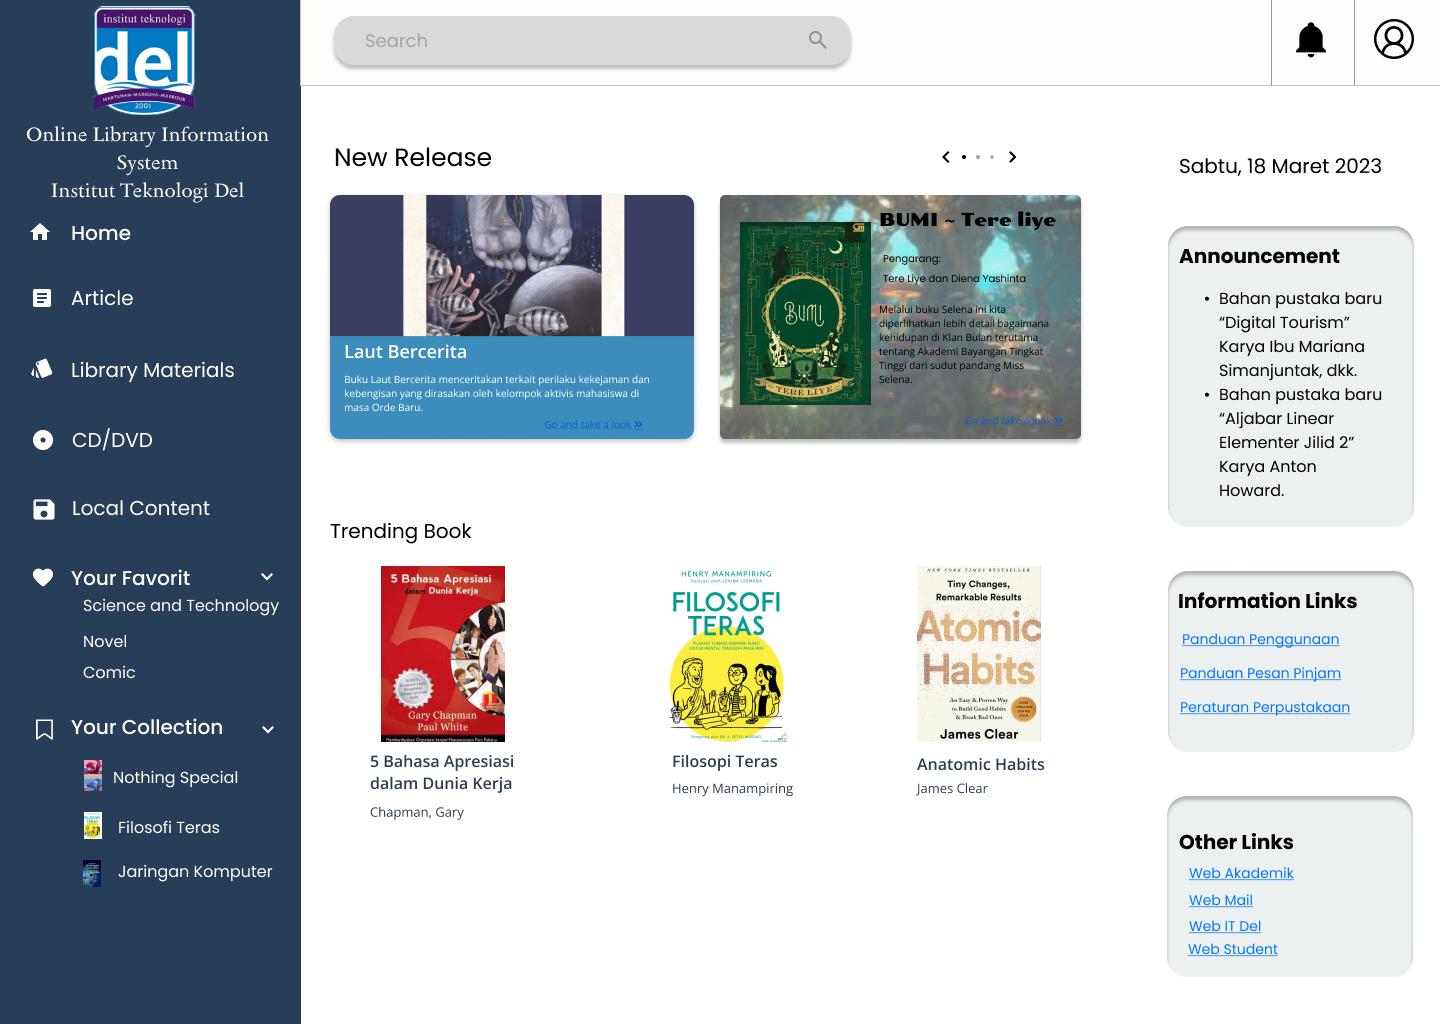 institut teknologi
del
MARTUHAN-MARROHA-MARBISUK
2001
Online Library Information
System
Institut Teknologi Del
Home
Article
Library Materials
CD/DVD
Local Content
Your Favorit
Science and Technology
Novel
Comic
Your Collection
Nothing Special
Filosofi Teras
Jaringan Komputer
Search
New Release
Laut Bercerita
Buku Laut Bercerita menceritakan terkait perilaku kekejaman dan
kebengisan yang dirasakan oleh kelompok aktivis mahasiswa di
masa Orde Baru.
Go and take a look »
BUMI
TERE LIYE
BUMI ~ Tere liye
Pengarang:
Tere Liye dan Diena Yashinta
Melalui buku Selena ini kita
diperlihatkan lebih detail bagaimana
kehidupan di Klan Bulan terutama
tentang Akademi Bayangan Tingkat
Tinggi dari sudut pandang Miss
Selena.
Go and take a look »
Trending Book
5 Bahasa Apresiasi
dalam Dunia Kerja
5
Gary Chapman
Paul White
5 Bahasa Apresiasi
dalam Dunia Kerja
Chapman, Gary
HENRY MANAMPIRING
Ilustrasi oleh LEVINA LESMANA
FILOSOFI
TERAS
Filosopi Teras
Henry Manampiring
NEW YORK TIMES BESTSELLER
Tiny Changes,
Remarkable Results
Atomic
Habits
An Easy & Proven Way
to Build Good Habits
& Break Bad Ones
James Clear
Anatomic Habits
James Clear
Sabtu, 18 Maret 2023
Announcement
• Bahan pustaka baru
“Digital Tourism”
Karya Ibu Mariana
Simanjuntak, dkk.
• Bahan pustaka baru
“Aljabar Linear
Elementer Jilid 2”
Karya Anton
Howard.
Information Links
Panduan Penggunaan
Panduan Pesan Pinjam
Peraturan Perpustakaan
Other Links
Web Akademik
Web Mail
Web IT Del
Web Student